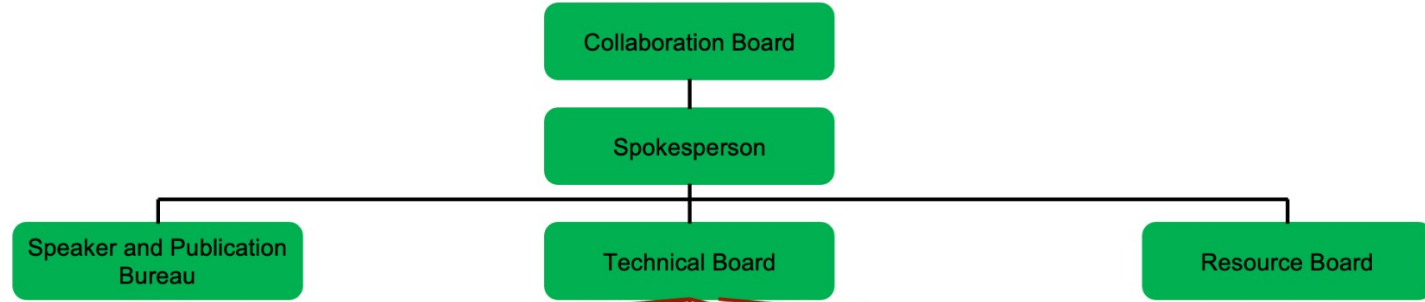 Collaboration Board
Spokesperson
Speaker and Publication
Bureau
Technical Board
Resource Board